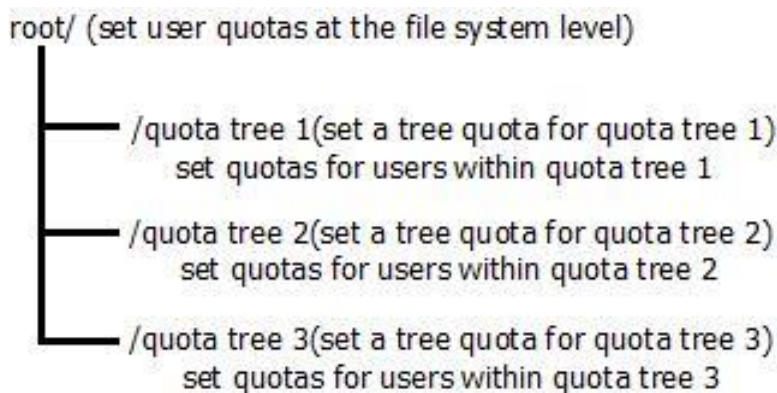 root/ (set user quotas at the file system level)
/quota tree 1(set a tree quota for quota tree 1)
set quotas for users within quota tree 1
/quota tree 2(set a tree quota for quota tree 2)
set quotas for users within quota tree 2
/quota tree 3(set a tree quota for quota tree 3)
set quotas for users within quota tree 3